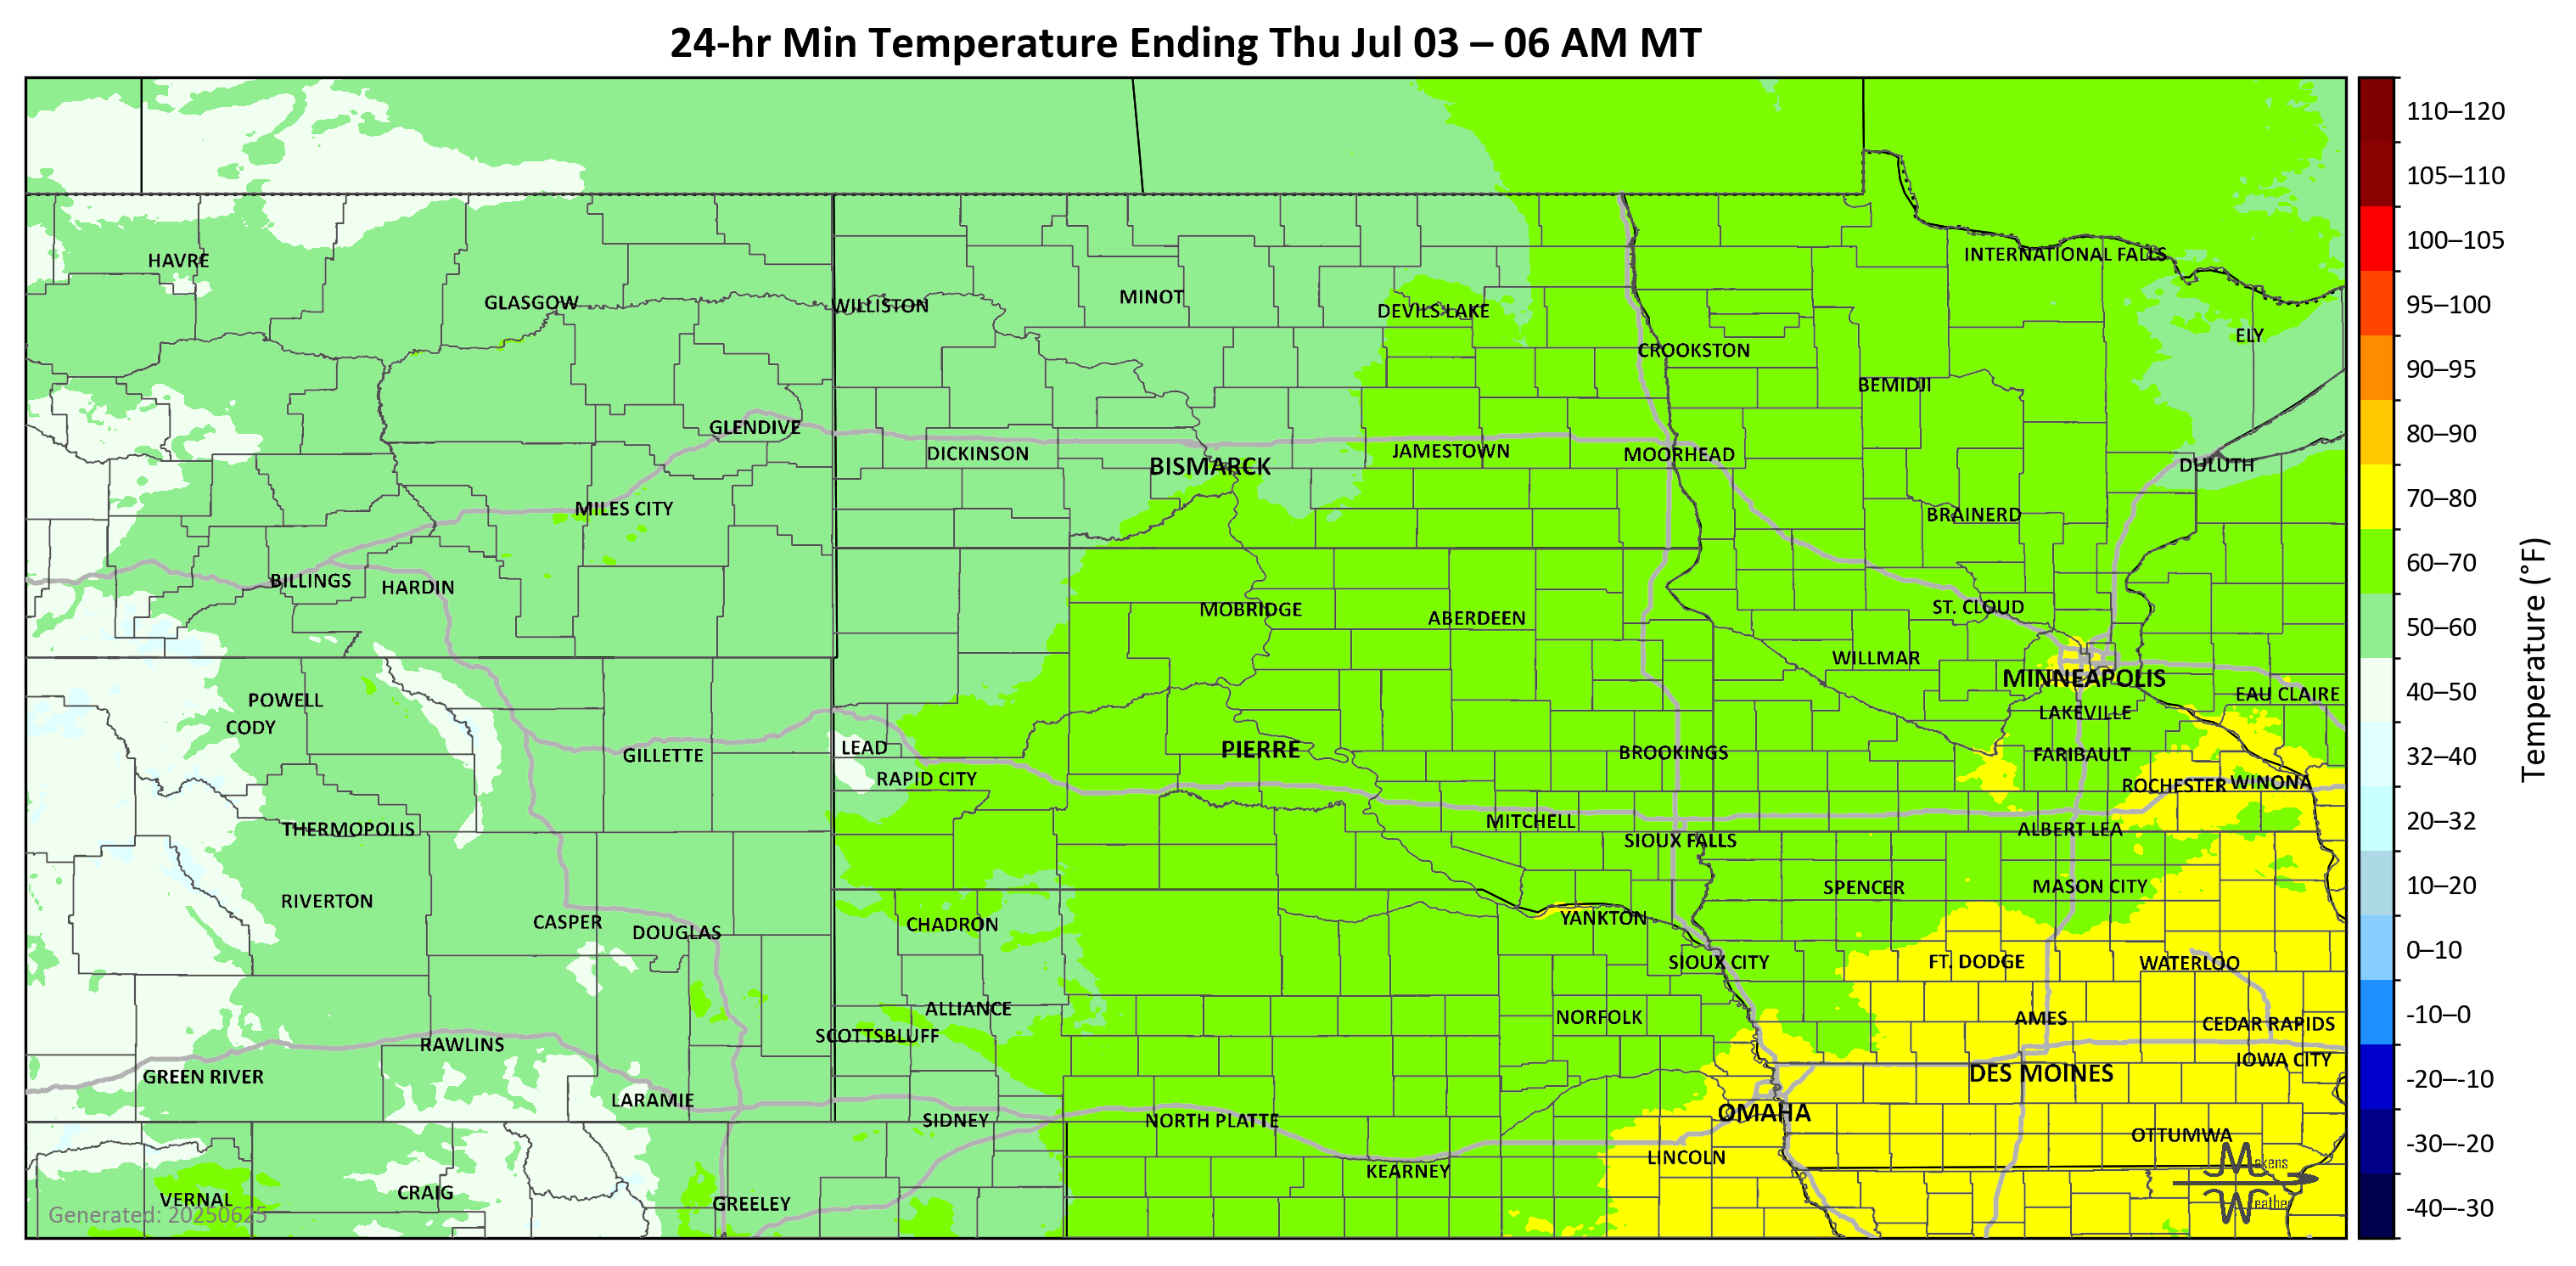 24-hr Min Temperature Ending Thu Jul 03 – 06 AM MT
110–120
105–110
100–105
95–100
90–95
80–90
70–80
60–70
50–60
40–50
32–40
20–32
10–20
0–10
-10–0
-20–-10
-30–-20
-40–-30
Temperature (°F)
HAVRE
GLASGOW
WILLISTON
MINOT
DEVILS LAKE
INTERNATIONAL FALLS
ELY
CROOKSTON
BEMIDJI
GLENDIVE
DICKINSON
BISMARCK
JAMESTOWN
MOORHEAD
DULUTH
MILES CITY
BRAINERD
BILLINGS
HARDIN
MOBRIDGE
ABERDEEN
ST. CLOUD
WILLMAR
MINNEAPOLIS
EAU CLAIRE
POWELL
CODY
LAKEVILLE
GILLETTE
LEAD
PIERRE
BROOKINGS
FARIBAULT
RAPID CITY
ROCHESTER
WINONA
THERMOPOLIS
MITCHELL
SIOUX FALLS
ALBERT LEA
RIVERTON
SPENCER
MASON CITY
CASPER
DOUGLAS
CHADRON
YANKTON
SIOUX CITY
FT. DODGE
WATERLOO
ALLIANCE
SCOTTSBLUFF
NORFOLK
AMES
CEDAR RAPIDS
RAWLINS
IOWA CITY
GREEN RIVER
DES MOINES
LARAMIE
SIDNEY
NORTH PLATTE
OMAHA
OTTUMWA
LINCOLN
KEARNEY
VERNAL
CRAIG
GREELEY
Generated: 20250625
Makens
Weather